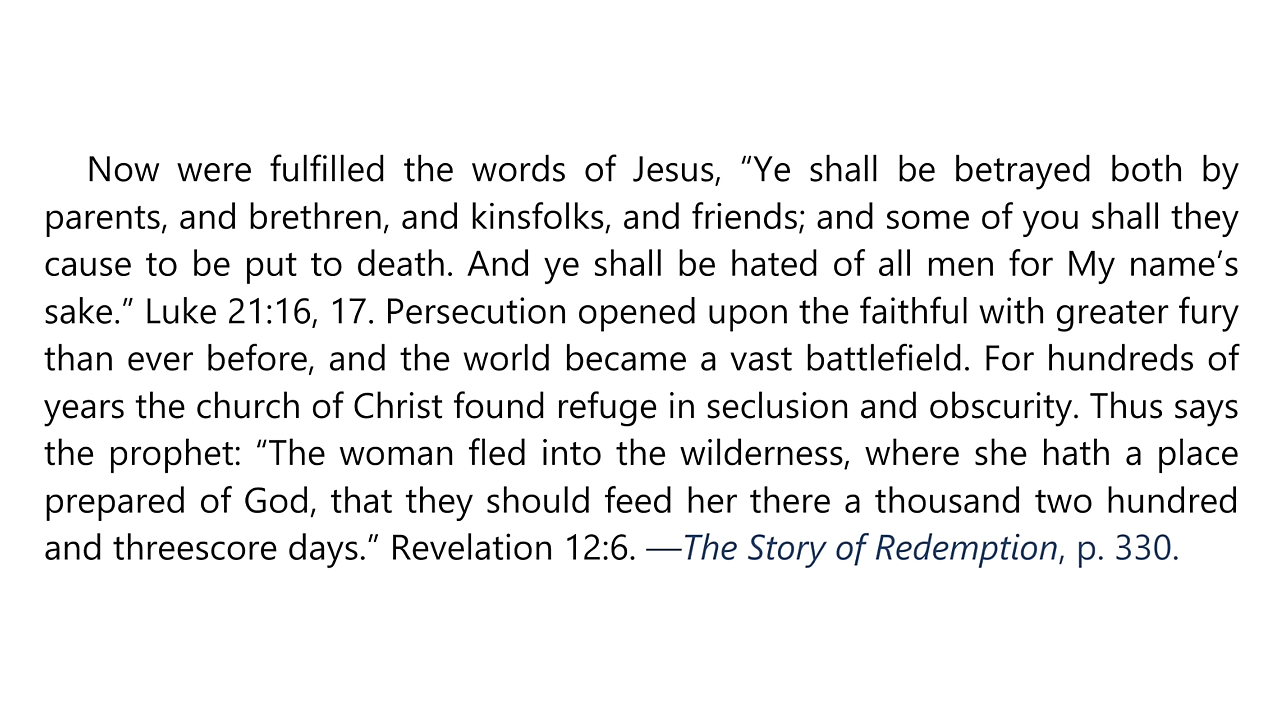 Now were fulfilled the words of Jesus, “Ye shall be betrayed both by
parents, and brethren, and kinsfolks, and friends; and some of you shall they
cause to be put to death. And ye shall be hated of all men for My name’s
sake.” Luke 21:16, 17. Persecution opened upon the faithful with greater fury
than ever before, and the world became a vast battlefield. For hundreds of
years the church of Christ found refuge in seclusion and obscurity. Thus says
the prophet: “The woman fled into the wilderness, where she hath a place
prepared of God, that they should feed her there a thousand two hundred
and threescore days.” Revelation 12:6. —The Story of Redemption, p. 330.